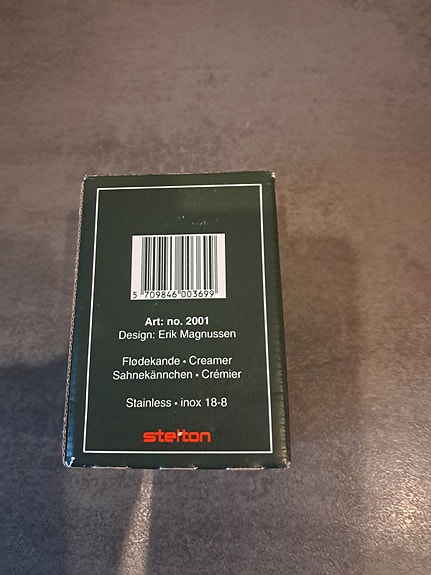 5 709846 003699
Art: no. 2001
Design: Erik Magnussen
Flødekande • Creamer
Sahnekännchen • Crémier
Stainless • inox 18-8
stelton